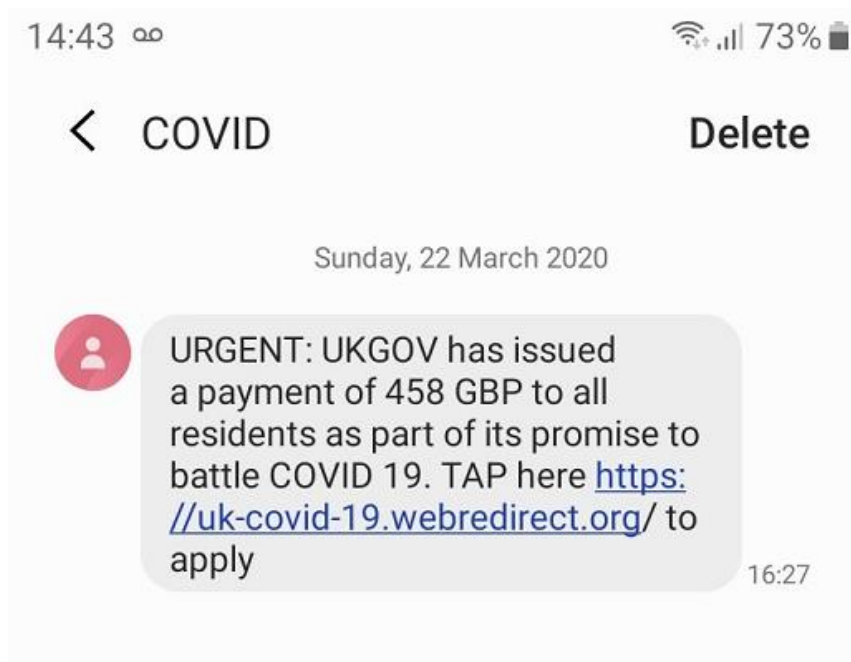 14:43 73%
COVID Delete
Sunday, 22 March 2020
URGENT: UKGOV has issued
a payment of 458 GBP to all
residents as part of its promise to
battle COVID 19. TAP here https:
//uk-covid-19.webredirect.org/ to
apply
16:27